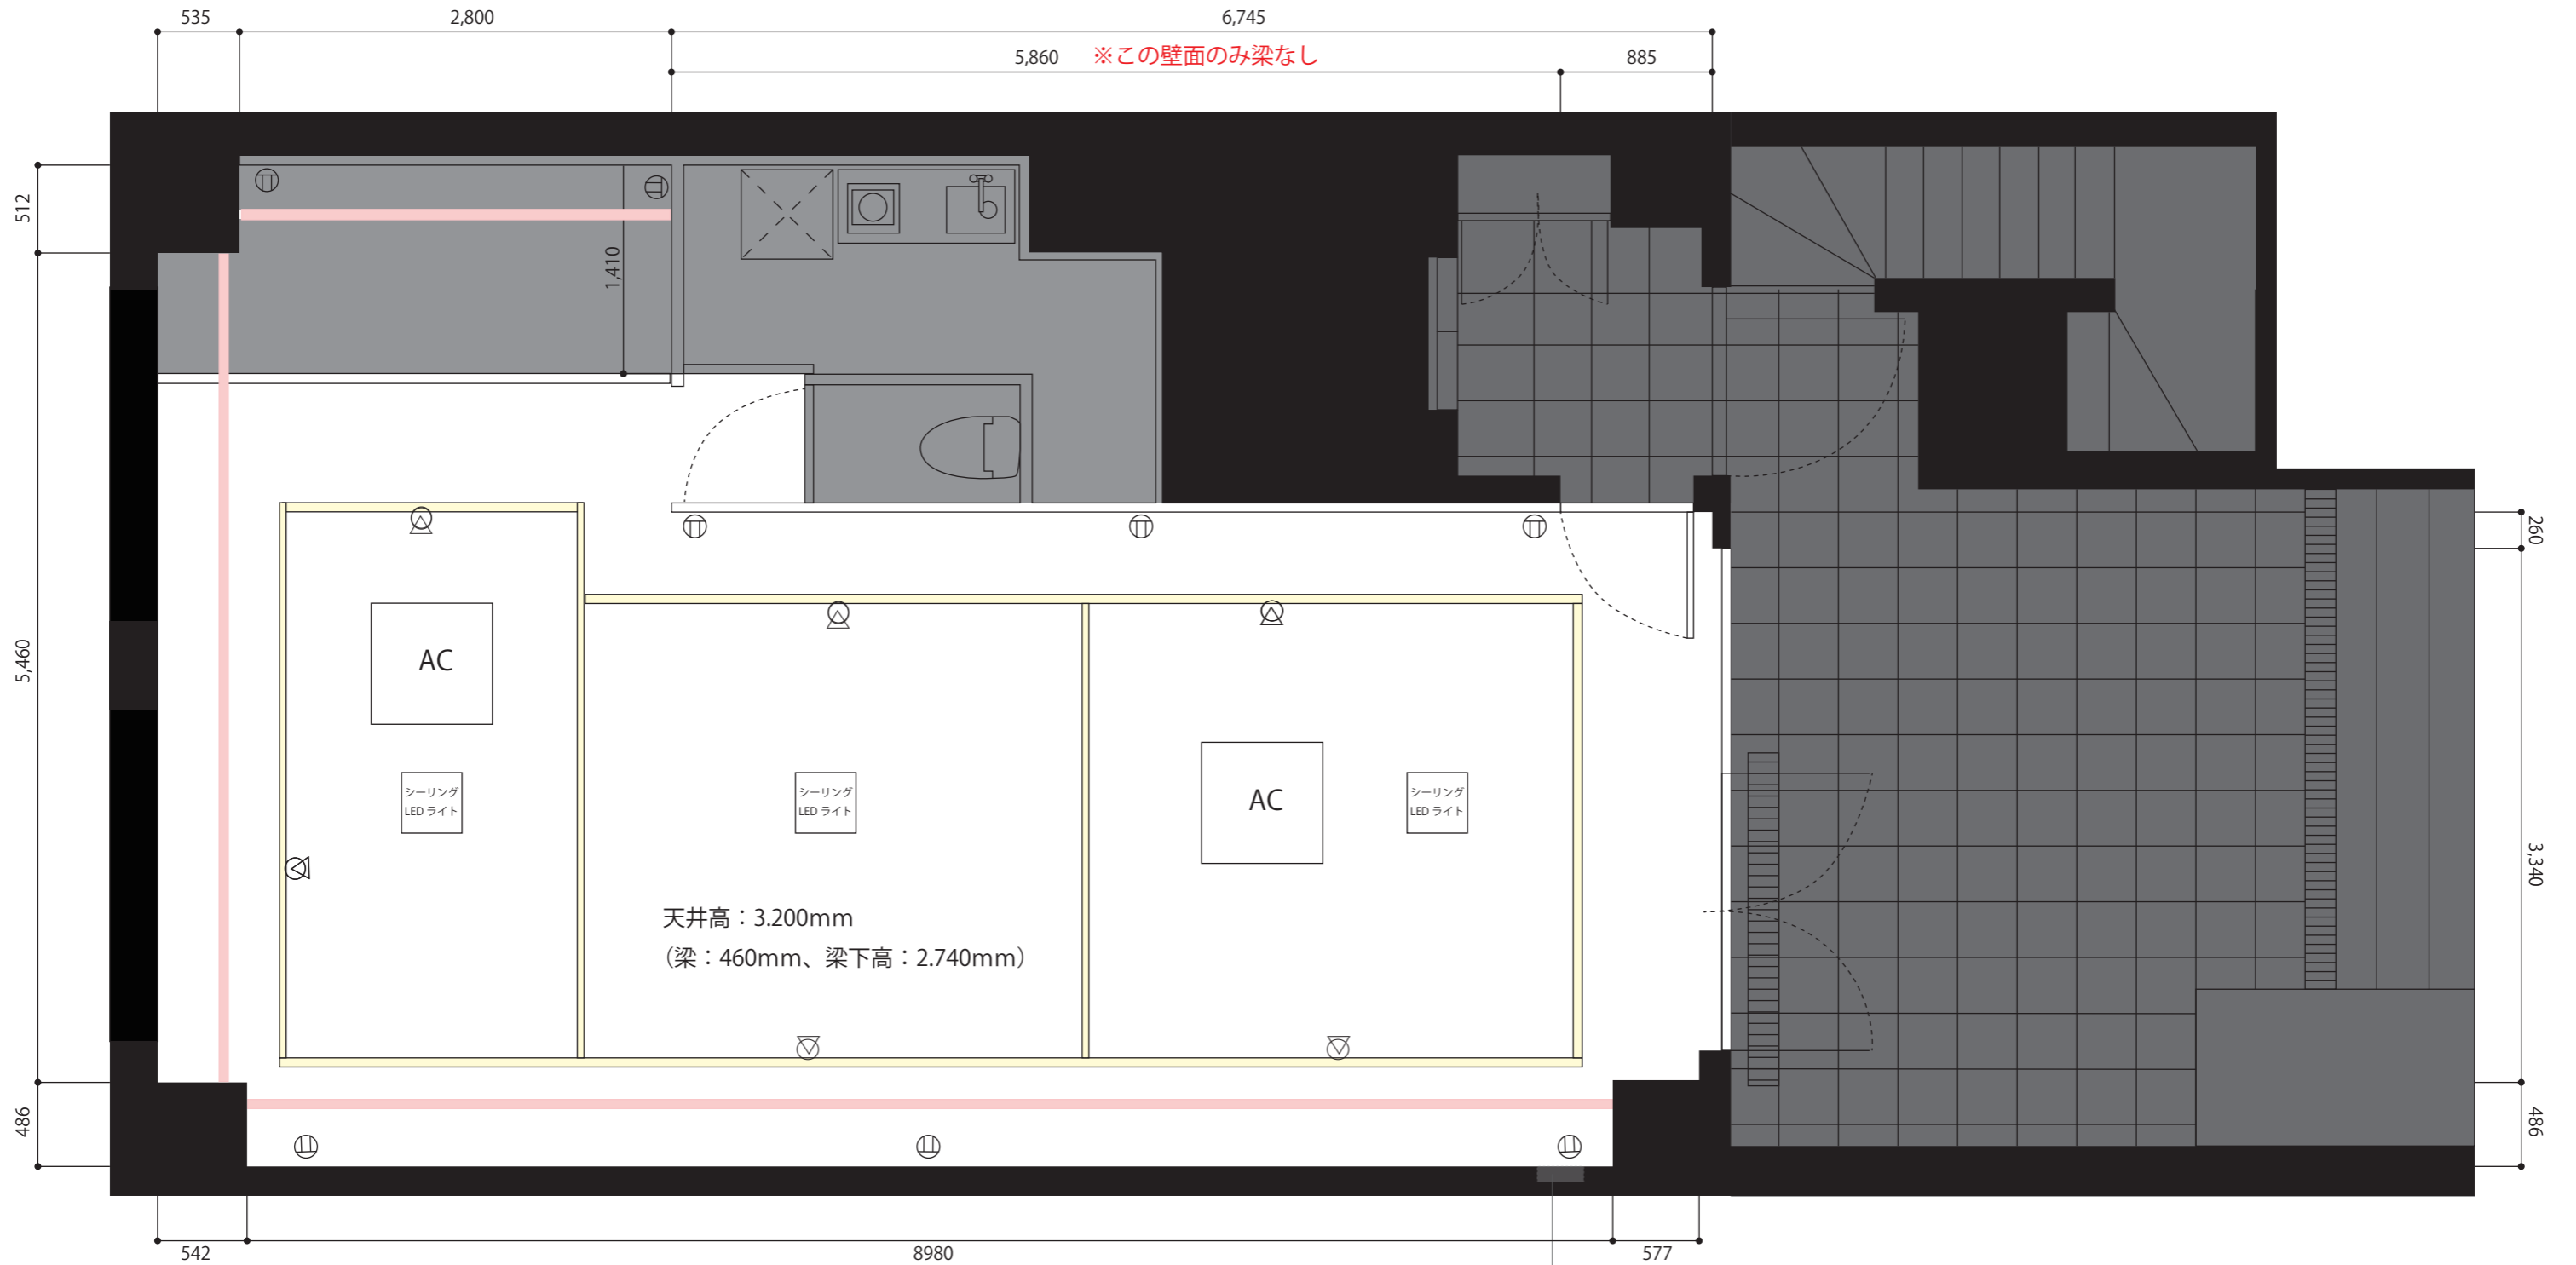 535
2,800
6,745
5,860
※この壁面のみ梁なし
885
512
1,410
5,460
486
260
3,340
486
AC
AC
シーリング
LED ライト
シーリング
LED ライト
シーリング
LED ライト
天井高：3.200mm
（梁：460mm、梁下高：2.740mm）
542
8980
577